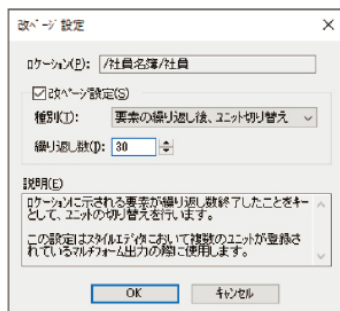 改ページ設定
ロケーション(P): /社員名簿/社員
改ページ設定(S)
種別(T): 要素の繰り返し後、ユニット切り替え
繰り返し数(I): 30
説明(E)
ロケーションに示される要素が繰り返し数終了したことをキー
として、ユニットの切り替えを行います。
この設定はスタイルエディタにおいて複数のユニットが登録さ
れているマルチフォーム出力の際に使用します。
OK キャンセル